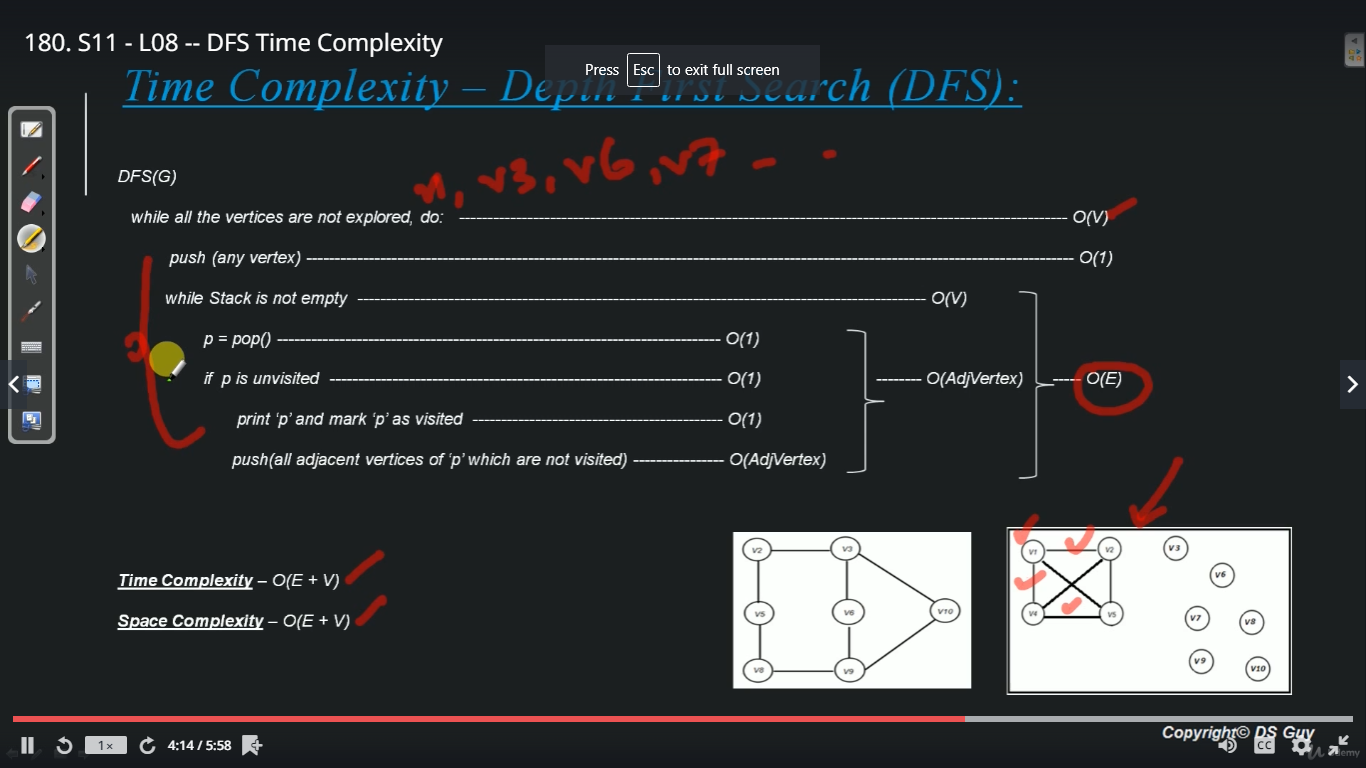 180. S11 - L08 -- DFS Time Complexity
Press Esc to exit full screen
Time Complexity – Depth First Search (DFS):
v1, v3, v6, v7 - -
DFS(G)
while all the vertices are not explored, do: ---------- O(V)
push (any vertex) ---------- O(1)
while Stack is not empty ---------- O(V)
p = pop() ---------- O(1)
if p is unvisited ---------- O(1) -------- O(AdjVertex) ----- O(E)
print ‘p’ and mark ‘p’ as visited ---------- O(1)
push(all adjacent vertices of ‘p’ which are not visited) ---------- O(AdjVertex)
Time Complexity – O(E + V)
Space Complexity – O(E + V)
V2 V3
V5 V6 V10
V8 V9
V1 V2 V3
V6
V4 V5 V7 V8
V9 V10
Copyright© DS Guy
1x
4:14 / 5:58
CC